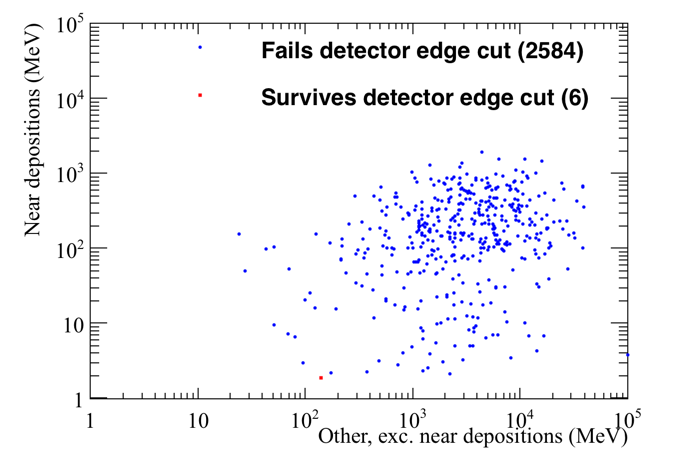 10^5
Fails detector edge cut (2584)
10^4
Survives detector edge cut (6)
Near depositions (MeV)
10^3
10^2
10
1
1 10 10^2 10^3 10^4 10^5
Other, exc. near depositions (MeV)